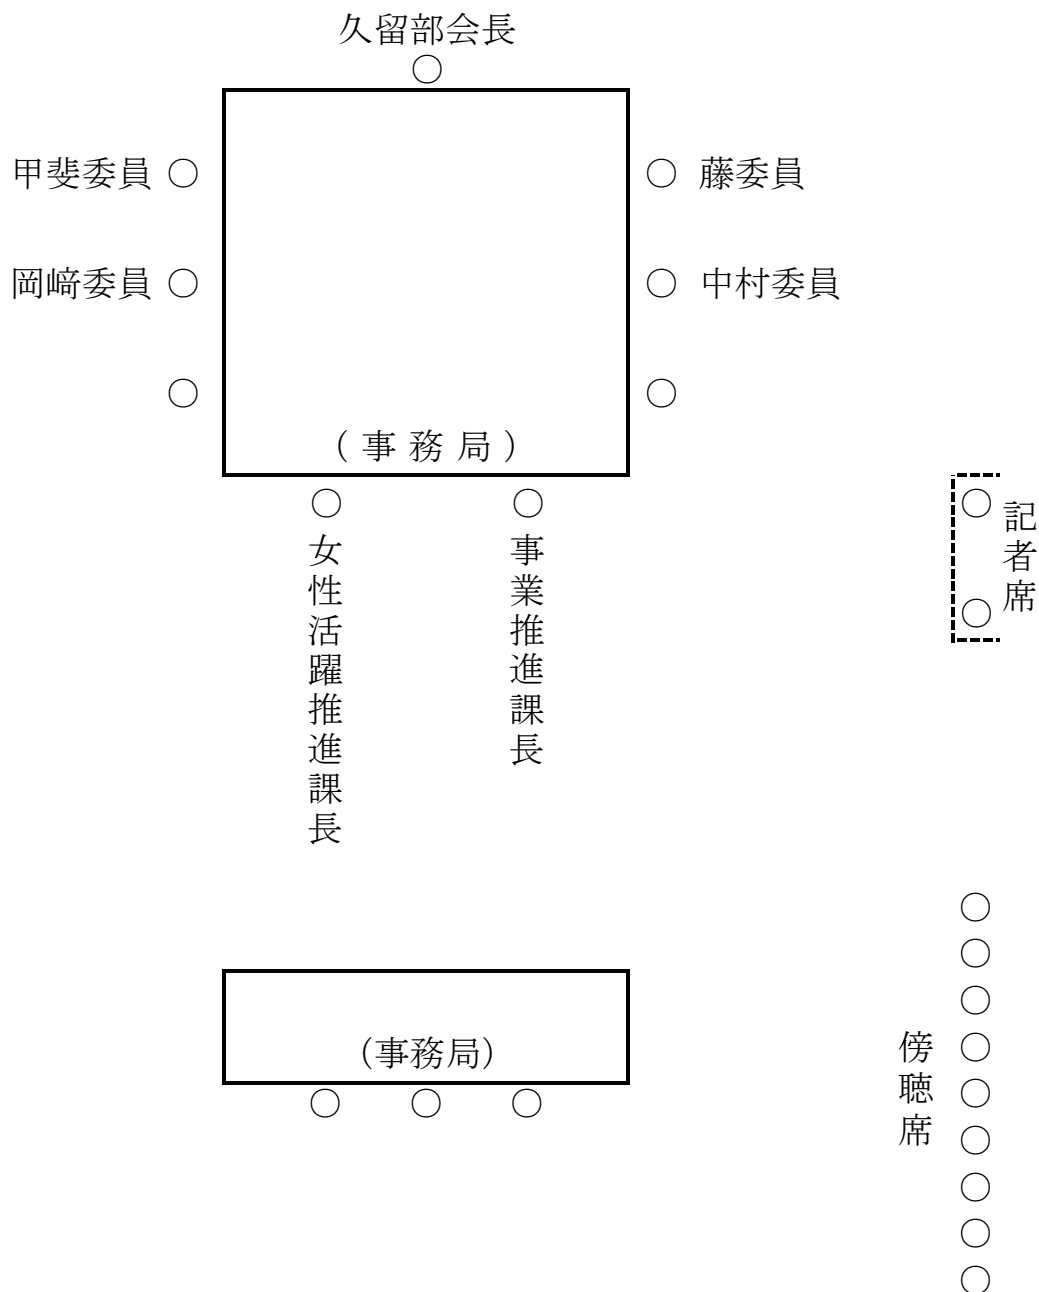 久留部会長
○
甲斐委員 ○ ○ 藤委員
岡﨑委員 ○ ○ 中村委員
○ ○
(事務局)
○ ○
女性活躍推進課長
事業推進課長
○
○
記者席
(事務局)
○ ○ ○
傍聴席
○
○
○
○
○
○
○
○
○